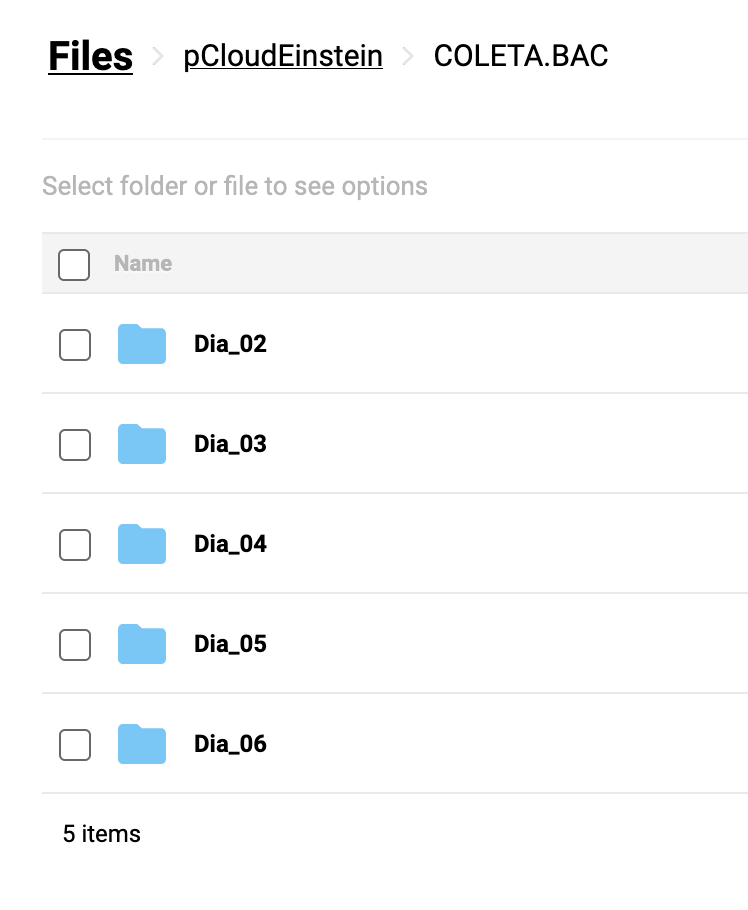 Files > pCloudEinstein > COLETA.BAC
Select folder or file to see options
Name
Dia_02
Dia_03
Dia_04
Dia_05
Dia_06
5 items